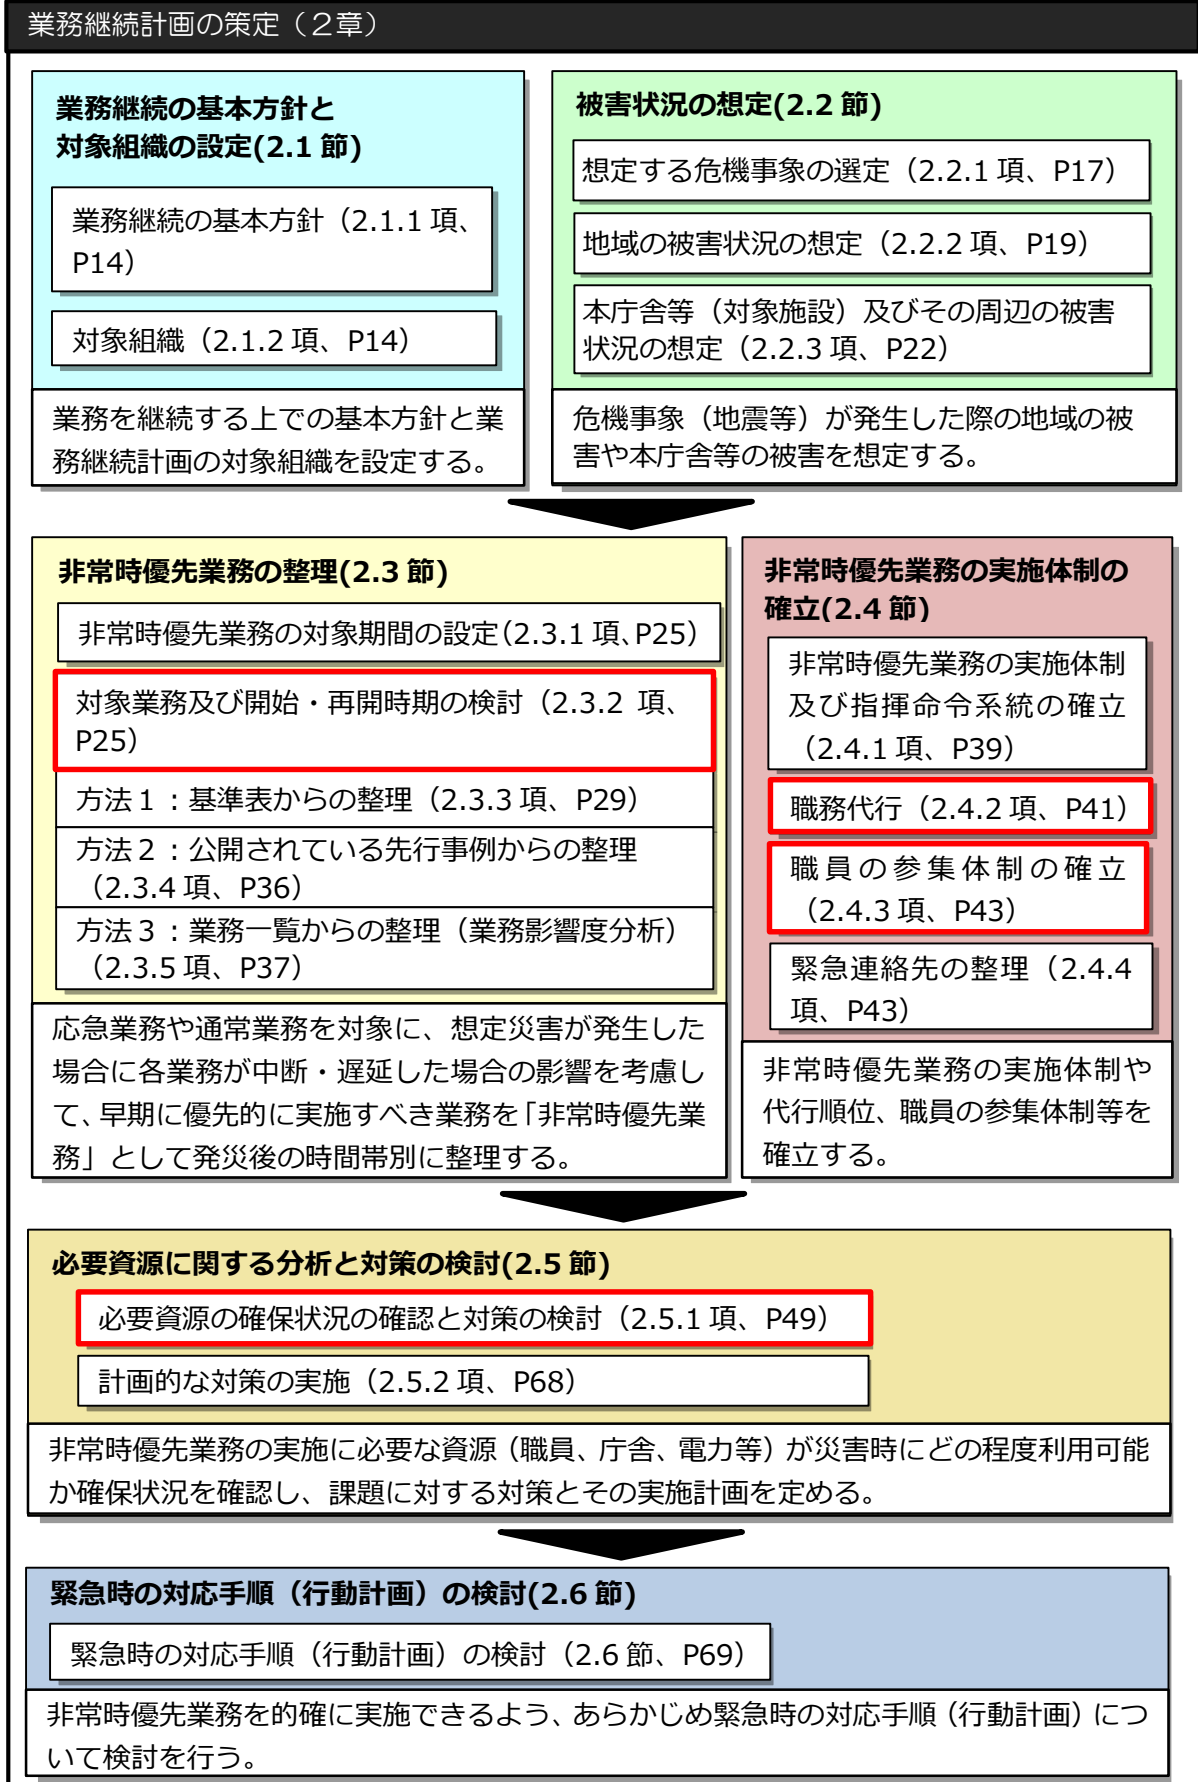 業務継続計画の策定（２章）
業務継続の基本方針と
対象組織の設定(2.1 節)
業務継続の基本方針（2.1.1 項、
P14）
対象組織（2.1.2 項、P14）
業務を継続する上での基本方針と業
務継続計画の対象組織を設定する。
被害状況の想定(2.2 節)
想定する危機事象の選定（2.2.1 項、P17）
地域の被害状況の想定（2.2.2 項、P19）
本庁舎等（対象施設）及びその周辺の被害
状況の想定（2.2.3 項、P22）
危機事象（地震等）が発生した際の地域の被
害や本庁舎等の被害を想定する。
非常時優先業務の整理(2.3 節)
非常時優先業務の対象期間の設定（2.3.1 項、P25）
対象業務及び開始・再開時期の検討（2.3.2 項、
P25）
方法１：基準表からの整理（2.3.3 項、P29）
方法２：公開されている先行事例からの整理
（2.3.4 項、P36）
方法３：業務一覧からの整理（業務影響度分析）
（2.3.5 項、P37）
応急業務や通常業務を対象に、想定災害が発生した
場合に各業務が中断・遅延した場合の影響を考慮し
て、早期に優先的に実施すべき業務を「非常時優先業
務」として発災後の時間帯別に整理する。
非常時優先業務の実施体制の
確立(2.4 節)
非常時優先業務の実施体制
及び指揮命令系統の確立
（2.4.1 項、P39）
職務代行（2.4.2 項、P41）
職員の参集体制の確立
（2.4.3 項、P43）
緊急連絡先の整理（2.4.4
項、P43）
非常時優先業務の実施体制や
代行順位、職員の参集体制等を
確立する。
必要資源に関する分析と対策の検討(2.5 節)
必要資源の確保状況の確認と対策の検討（2.5.1 項、P49）
計画的な対策の実施（2.5.2 項、P68）
非常時優先業務の実施に必要な資源（職員、庁舎、電力等）が災害時にどの程度利用可能
か確保状況を確認し、課題に対する対策とその実施計画を定める。
緊急時の対応手順（行動計画）の検討(2.6 節)
緊急時の対応手順（行動計画）の検討（2.6 節、P69）
非常時優先業務を的確に実施できるよう、あらかじめ緊急時の対応手順（行動計画）につ
いて検討を行う。